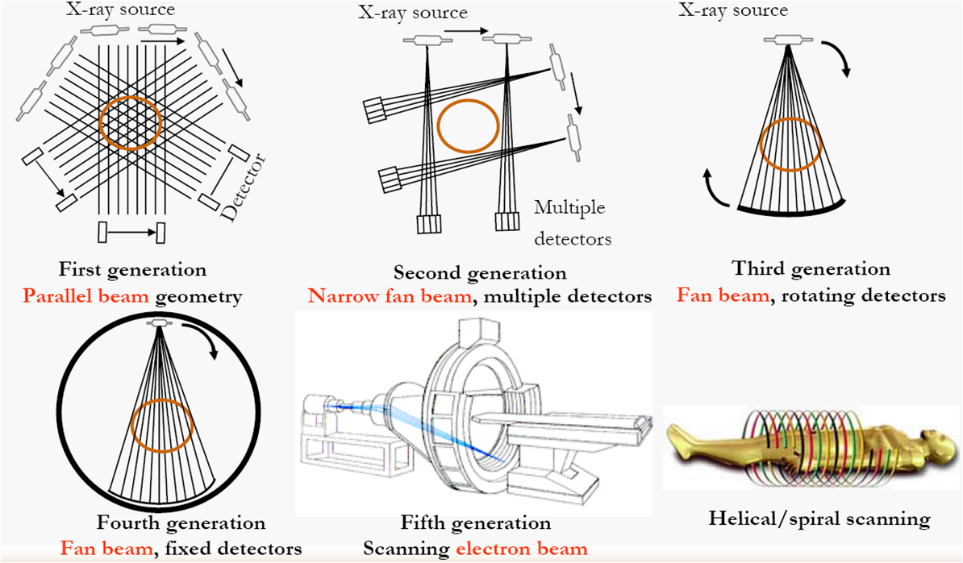 X-ray source
Detector
First generation
Parallel beam geometry
X-ray source
Multiple
detectors
Second generation
Narrow fan beam, multiple detectors
X-ray source
Third generation
Fan beam, rotating detectors
Fourth generation
Fan beam, fixed detectors
Fifth generation
Scanning electron beam
Helical/spiral scanning